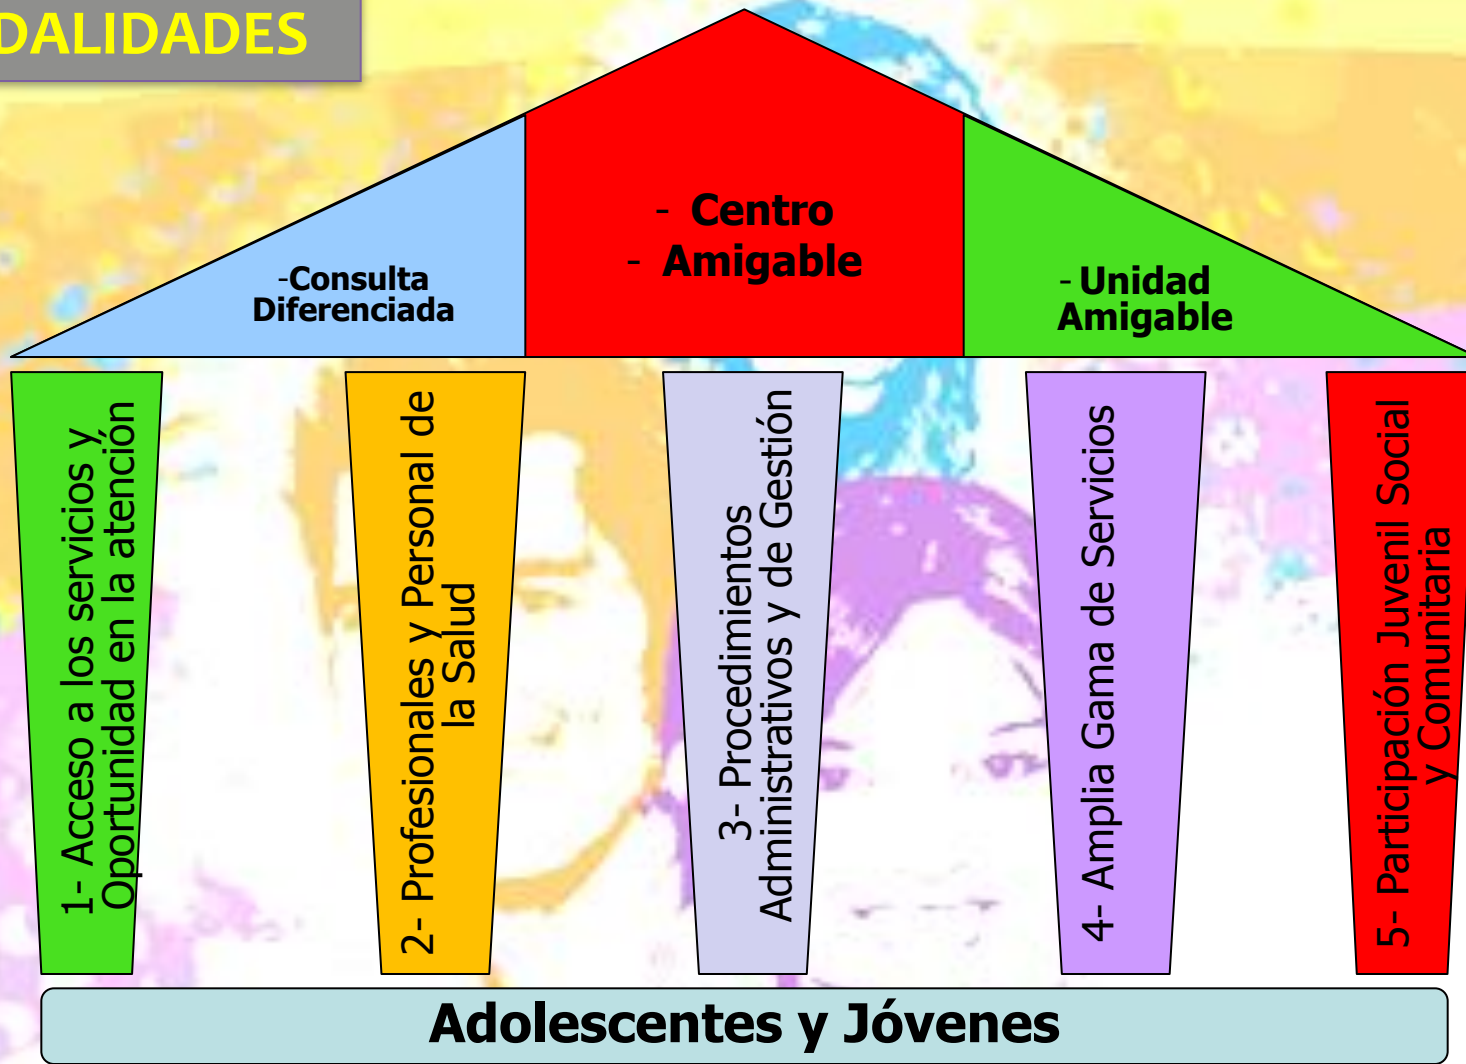 DALIDADES
- Centro
- Amigable
-Consulta
Diferenciada
- Unidad
Amigable
1- Acceso a los servicios y
Oportunidad en la atención
2- Profesionales y Personal de
la Salud
3- Procedimientos
Administrativos y de Gestión
4- Amplia Gama de Servicios
5- Participación Juvenil Social
y Comunitaria
Adolescentes y Jóvenes